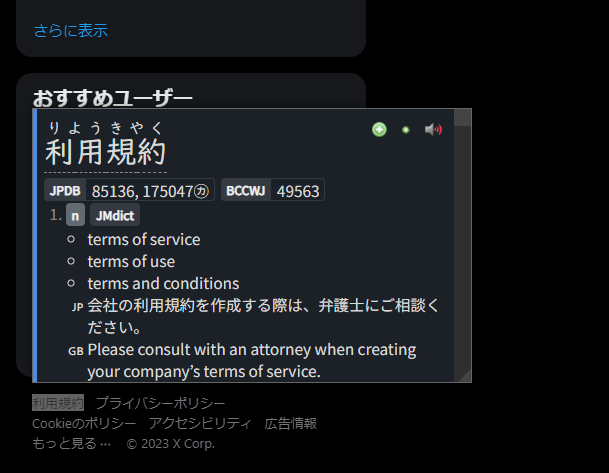 さらに表示
おすすめユーザー
りようきやく
利用規約
JPDB 85136, 175047㋕ BCCWJ 49563
1. n JMdict
terms of service
terms of use
terms and conditions
JP 会社の利用規約を作成する際は、弁護士にご相談く
ださい。
GB Please consult with an attorney when creating
your company's terms of service.
利用規約 プライバシーポリシー
Cookieのポリシー アクセシビリティ 広告情報
もっと見る ··· © 2023 X Corp.